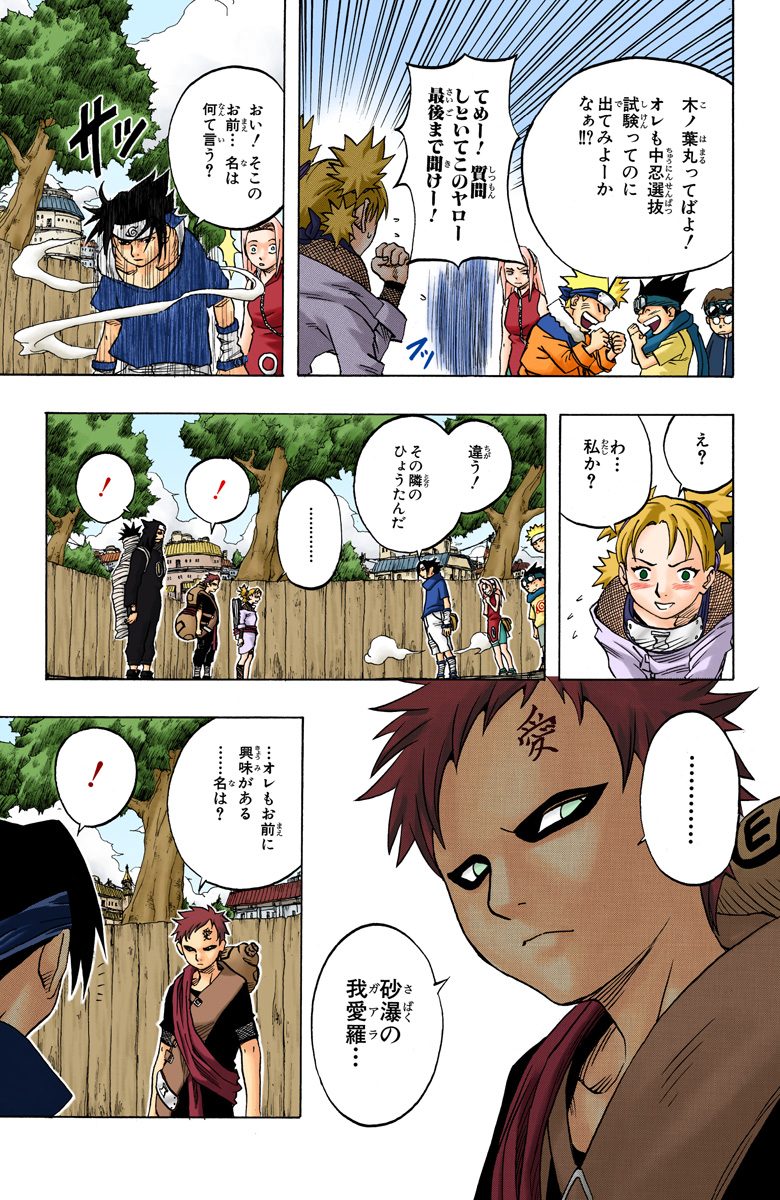 木ノ葉丸ってばよ！
オレも中忍選抜
試験ってのに
出てみよーか
なぁ!!?
てめー！質問
しといてこのヤロー
最後まで聞けー！
フッ
おい！そこの
お前…名は
何て言う？
ザッ
え？
わ…
私か？
違う！
その隣の
ひょうたんだ
………
！
！
………
砂瀑の
我愛羅…
愛
…オレもお前に
興味がある
……名は？
！